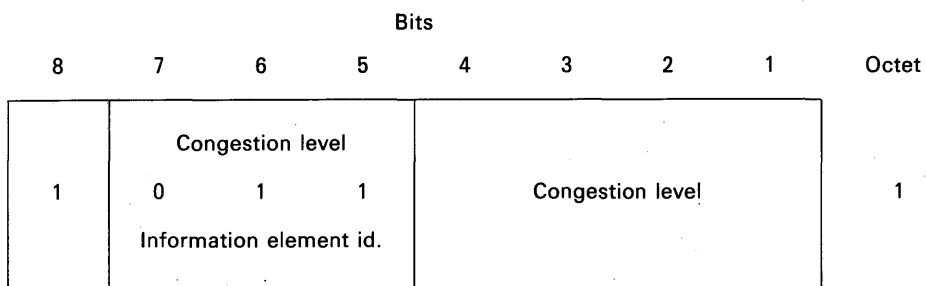 Bits
8 7 6 5 4 3 2 1 Octet
Congestion level
1 0 1 1 Congestion level 1
Information element id.